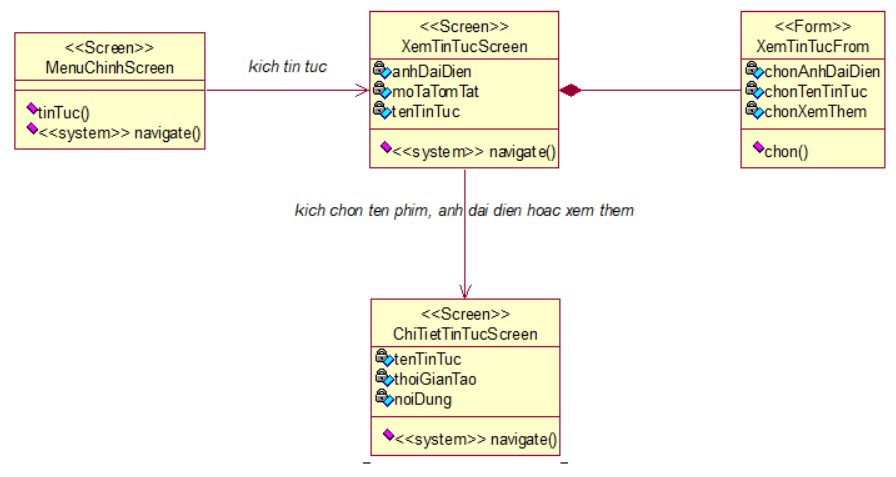 <<Screen>>
MenuChinhScreen
tinTuc()
<<system>> navigate()
kich tin tuc
<<Screen>>
XemTinTucScreen
anhDaiDien
moTaTomTat
tenTinTuc
<<system>> navigate()
<<Form>>
XemTinTucFrom
chonAnhDaiDien
chonTenTinTuc
chonXemThem
chon()
kich chon ten phim, anh dai dien hoac xem them
<<Screen>>
ChiTietTinTucScreen
tenTinTuc
thoiGianTao
noiDung
<<system>> navigate()